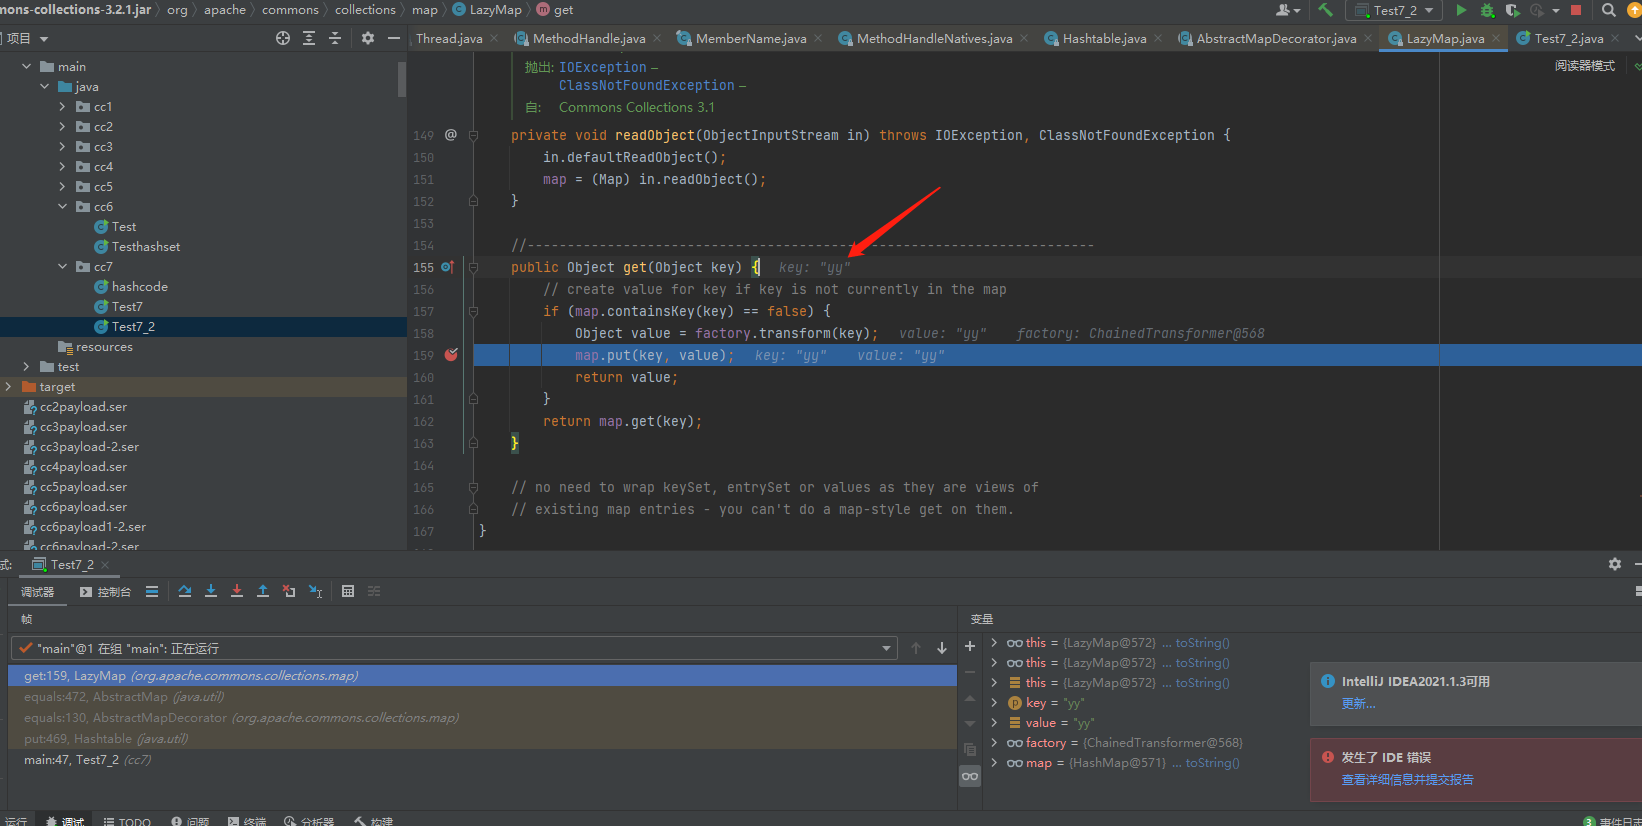 mons-collections-3.2.1.jar org apache commons collections map LazyMap get
Test7_2
项目
Thread.java MethodHandle.java MemberName.java MethodHandleNatives.java Hashtable.java AbstractMapDecorator.java LazyMap.java Test7_2.java
阅读器模式
main
java
cc1
cc2
cc3
cc4
cc5
cc6
Test
Testhashset
cc7
hashcode
Test7
Test7_2
resources
test
target
cc2payload.ser
cc3payload.ser
cc3payload-2.ser
cc4payload.ser
cc5payload.ser
cc6payload.ser
cc6payload1-2.ser
cc6payload-2.ser
抛出: IOException –
ClassNotFoundException –
自: Commons Collections 3.1
149 @ private void readObject(ObjectInputStream in) throws IOException, ClassNotFoundException {
150 in.defaultReadObject();
151 map = (Map) in.readObject();
152 }
153
154 //-----------------------------------------------------------------------
155 public Object get(Object key) { key: "yy"
156 // create value for key if key is not currently in the map
157 if (map.containsKey(key) == false) {
158 Object value = factory.transform(key); value: "yy" factory: ChainedTransformer@568
159 map.put(key, value); key: "yy" value: "yy"
160 return value;
161 }
162 return map.get(key);
163 }
164
165 // no need to wrap keySet, entrySet or values as they are views of
166 // existing map entries - you can't do a map-style get on them.
167 }
式: Test7_2
调试器 控制台
帧
"main"@1 在组 "main": 正在运行
get:159, LazyMap (org.apache.commons.collections.map)
equals:472, AbstractMap (java.util)
equals:130, AbstractMapDecorator (org.apache.commons.collections.map)
put:469, Hashtable (java.util)
main:47, Test7_2 (cc7)
变量
this = {LazyMap@572} ... toString()
this = {LazyMap@572} ... toString()
this = {LazyMap@572} ... toString()
key = "yy"
value = "yy"
factory = {ChainedTransformer@568}
map = {HashMap@571} ... toString()
IntelliJ IDEA2021.1.3可用
更新...
发生了 IDE 错误
查看详细信息并提交报告
运行 调试 TODO 问题 终端 分析器 构建
3 事件日志